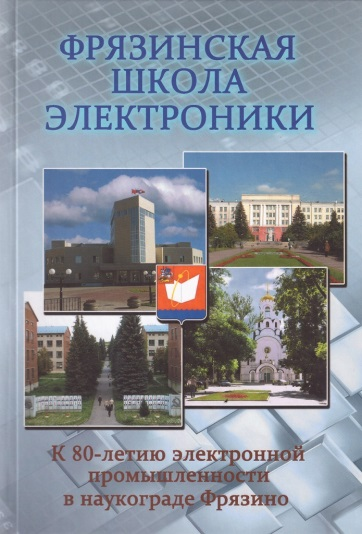 ФРЯЗИНСКАЯ
ШКОЛА
ЭЛЕКТРОНИКИ
К 80-летию электронной
промышленности
в наукограде Фрязино